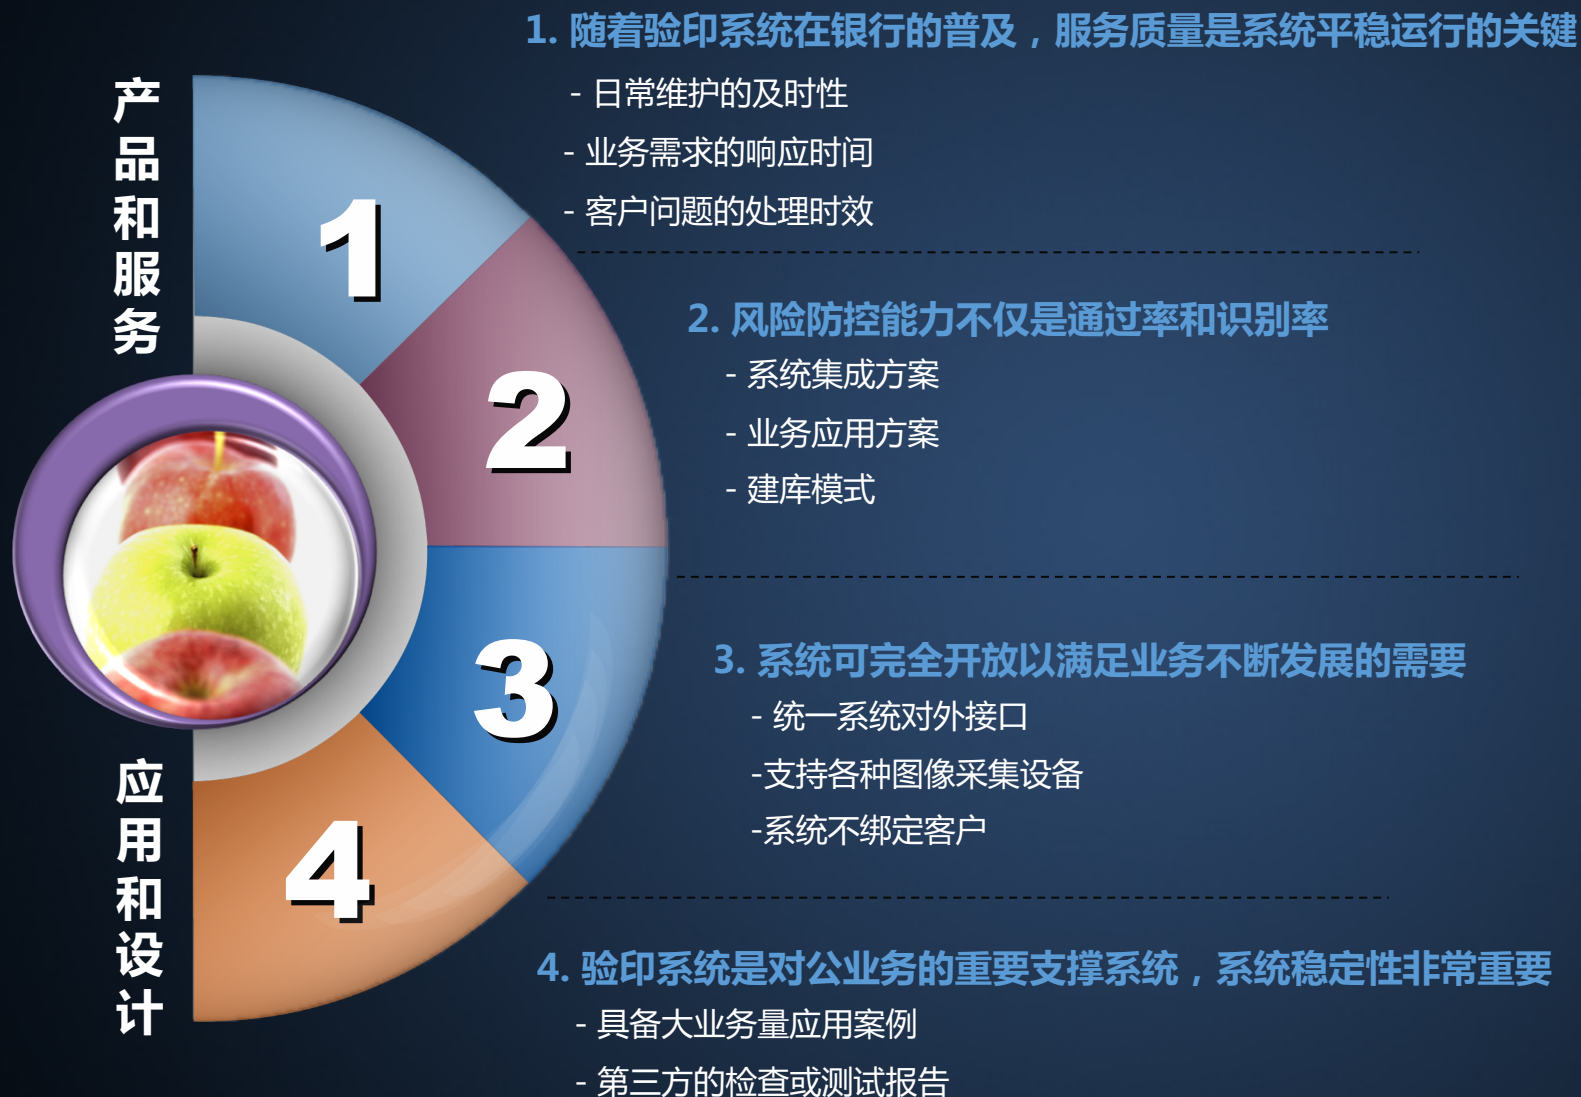 产品和服务
1
2
3
4
应用和设计
1. 随着验印系统在银行的普及，服务质量是系统平稳运行的关键
- 日常维护的及时性
- 业务需求的响应时间
- 客户问题的处理时效
2. 风险防控能力不仅是通过率和识别率
- 系统集成方案
- 业务应用方案
- 建库模式
3. 系统可完全开放以满足业务不断发展的需要
- 统一系统对外接口
-支持各种图像采集设备
-系统不绑定客户
4. 验印系统是对公业务的重要支撑系统，系统稳定性非常重要
- 具备大业务量应用案例
- 第三方的检查或测试报告